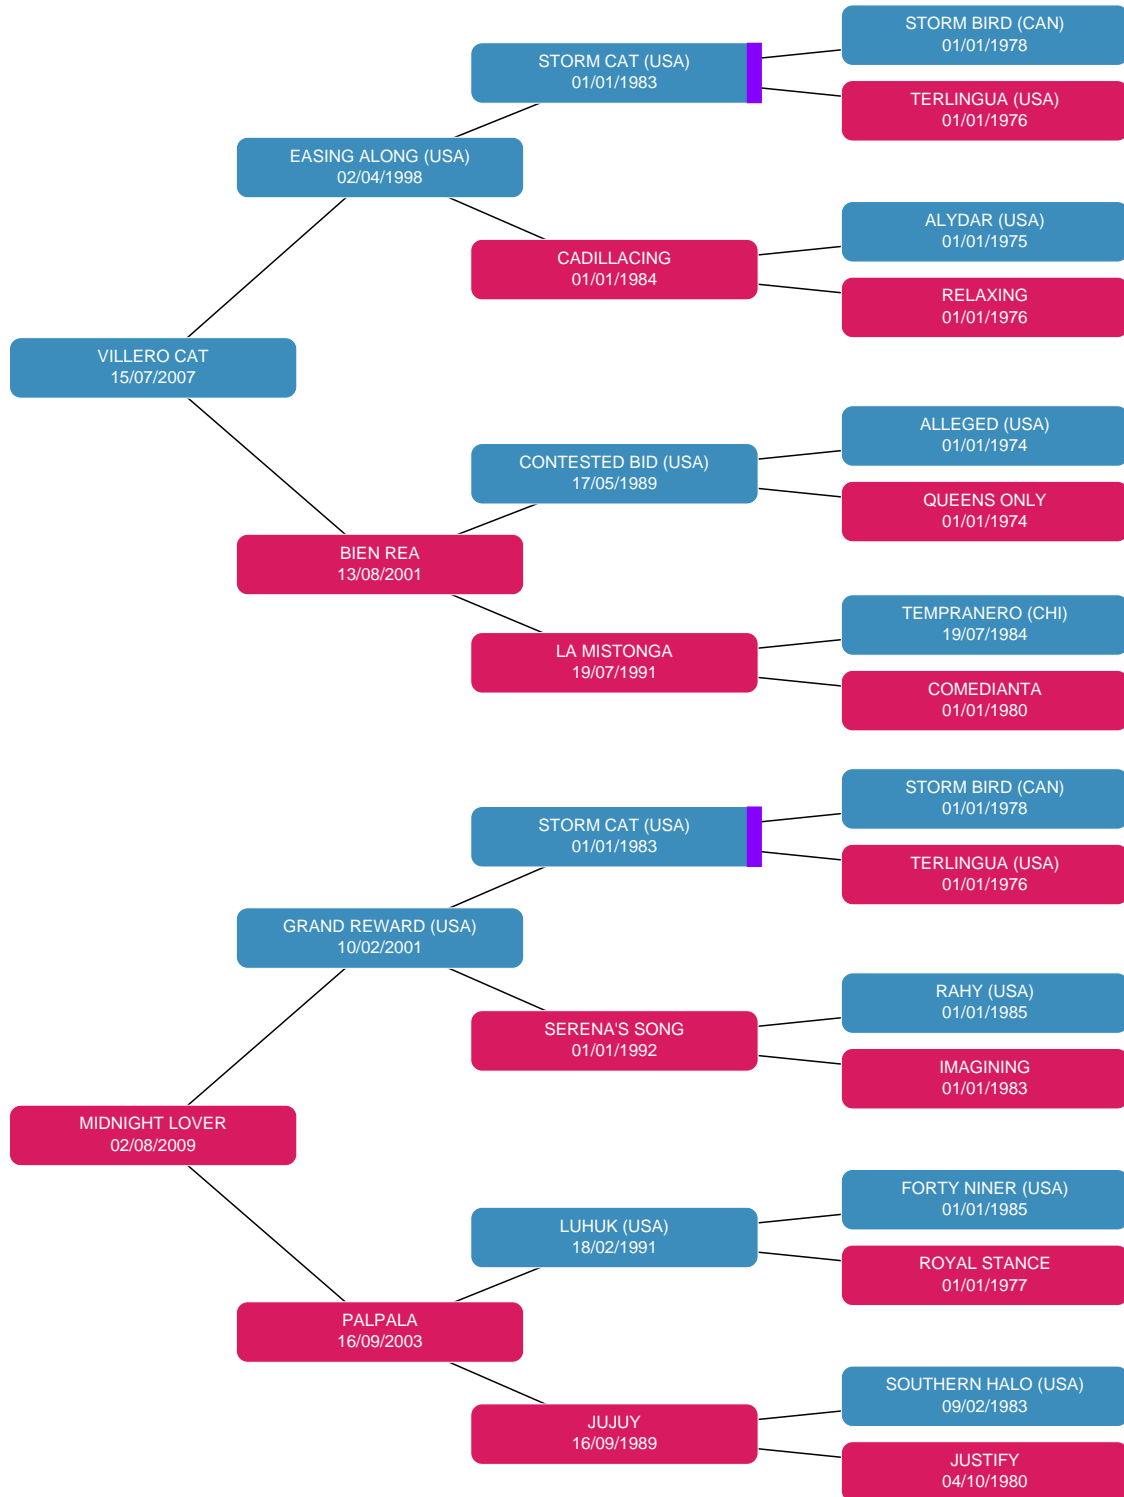 STORM BIRD (CAN)
01/01/1978
STORM CAT (USA)
01/01/1983
TERLINGUA (USA)
01/01/1976
EASING ALONG (USA)
02/04/1998
ALYDAR (USA)
01/01/1975
CADILLACING
01/01/1984
RELAXING
01/01/1976
VILLERO CAT
15/07/2007
ALLEGED (USA)
01/01/1974
CONTESTED BID (USA)
17/05/1989
QUEENS ONLY
01/01/1974
BIEN REA
13/08/2001
TEMPRANERO (CHI)
19/07/1984
LA MISTONGA
19/07/1991
COMEDIANTA
01/01/1980
STORM BIRD (CAN)
01/01/1978
STORM CAT (USA)
01/01/1983
TERLINGUA (USA)
01/01/1976
GRAND REWARD (USA)
10/02/2001
RAHY (USA)
01/01/1985
SERENA'S SONG
01/01/1992
IMAGINING
01/01/1983
MIDNIGHT LOVER
02/08/2009
FORTY NINER (USA)
01/01/1985
LUHUK (USA)
18/02/1991
ROYAL STANCE
01/01/1977
PALPALA
16/09/2003
SOUTHERN HALO (USA)
09/02/1983
JUJUY
16/09/1989
JUSTIFY
04/10/1980